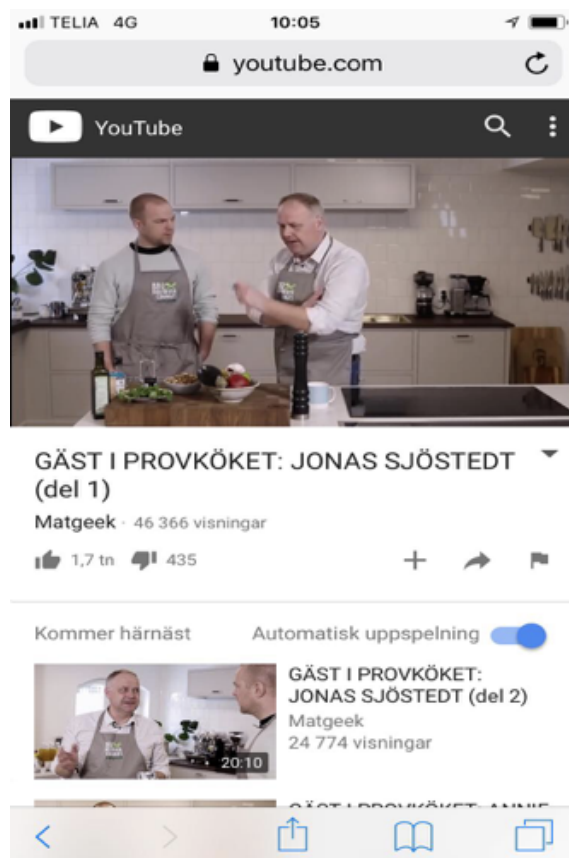 TELIA 4G 10:05
youtube.com
YouTube
GÄST I PROVKÖKET: JONAS SJÖSTEDT
(del 1)
Matgeek · 46 366 visningar
1,7 tn 435
Kommer härnäst Automatisk uppspelning
GÄST I PROVKÖKET:
JONAS SJÖSTEDT (del 2)
Matgeek
24 774 visningar
20:10
GÄST I PROVKÖKET: ANNIE